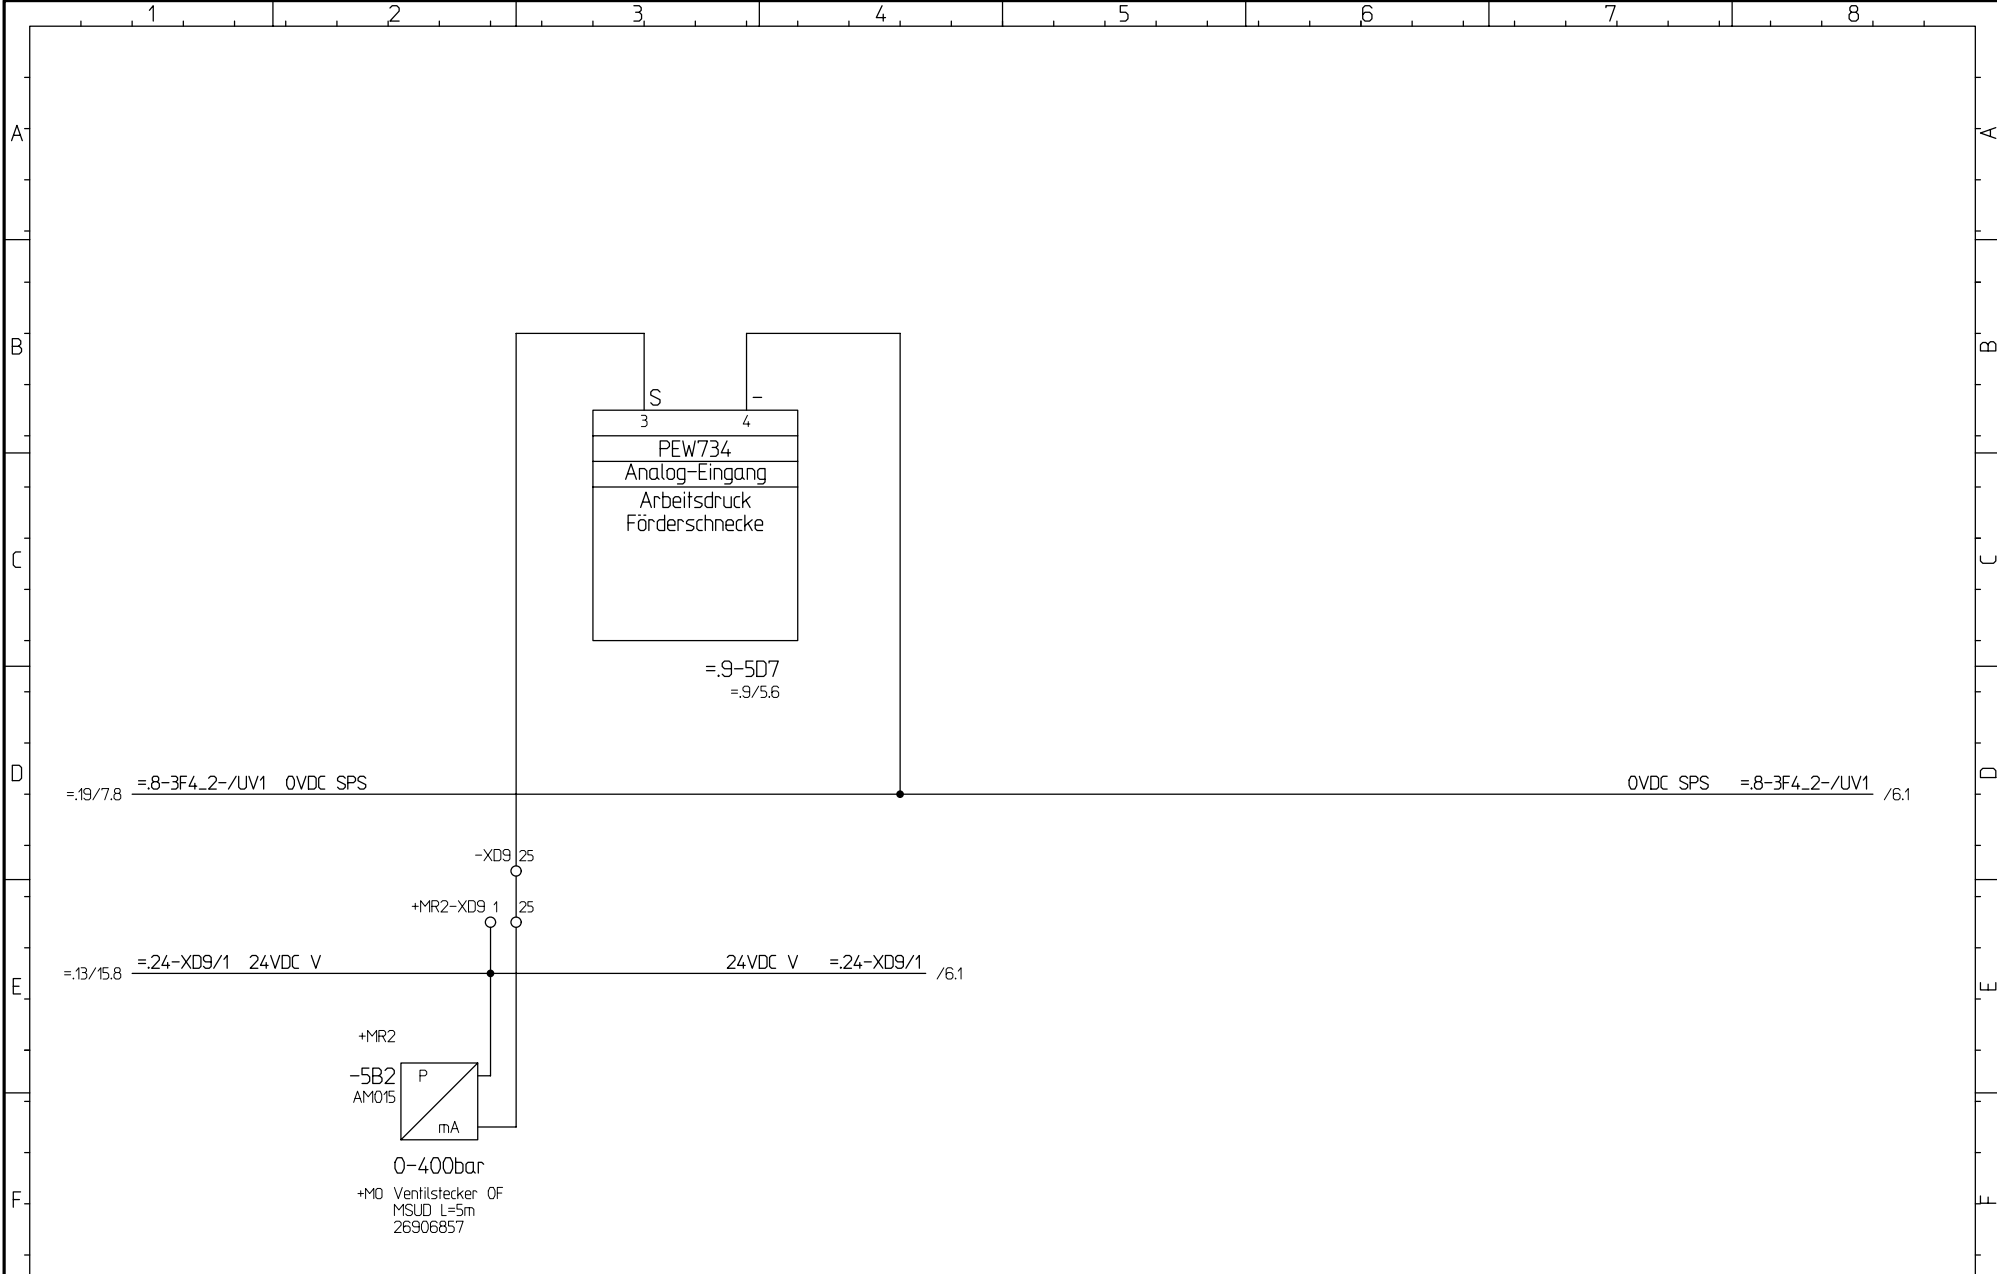 1 2 3 4 5 6 7 8
A A
B B
S -
3 4
PEW734
Analog-Eingang
Arbeitsdruck
Förderschnecke
C C
=.9-5D7
=.9/5.6
D D
=.19/7.8 =.8-3F4_2-/UV1 0VDC SPS 0VDC SPS =.8-3F4_2-/UV1 /6.1
-XD9 25
+MR2-XD9 1 25
=.13/15.8 =.24-XD9/1 24VDC V 24VDC V =.24-XD9/1 /6.1
E E
+MR2
-5B2 P
AM015
mA
0-400bar
+M0 Ventilstecker OF
F F
MSUD L=5m
26906857